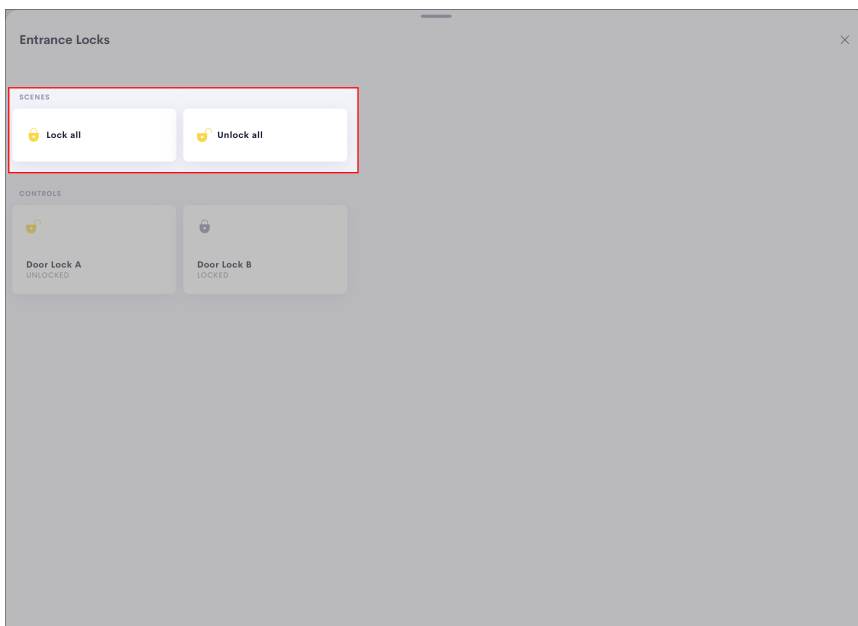 Entrance Locks
SCENES
Lock all
Unlock all
CONTROLS
Door Lock A
UNLOCKED
Door Lock B
LOCKED